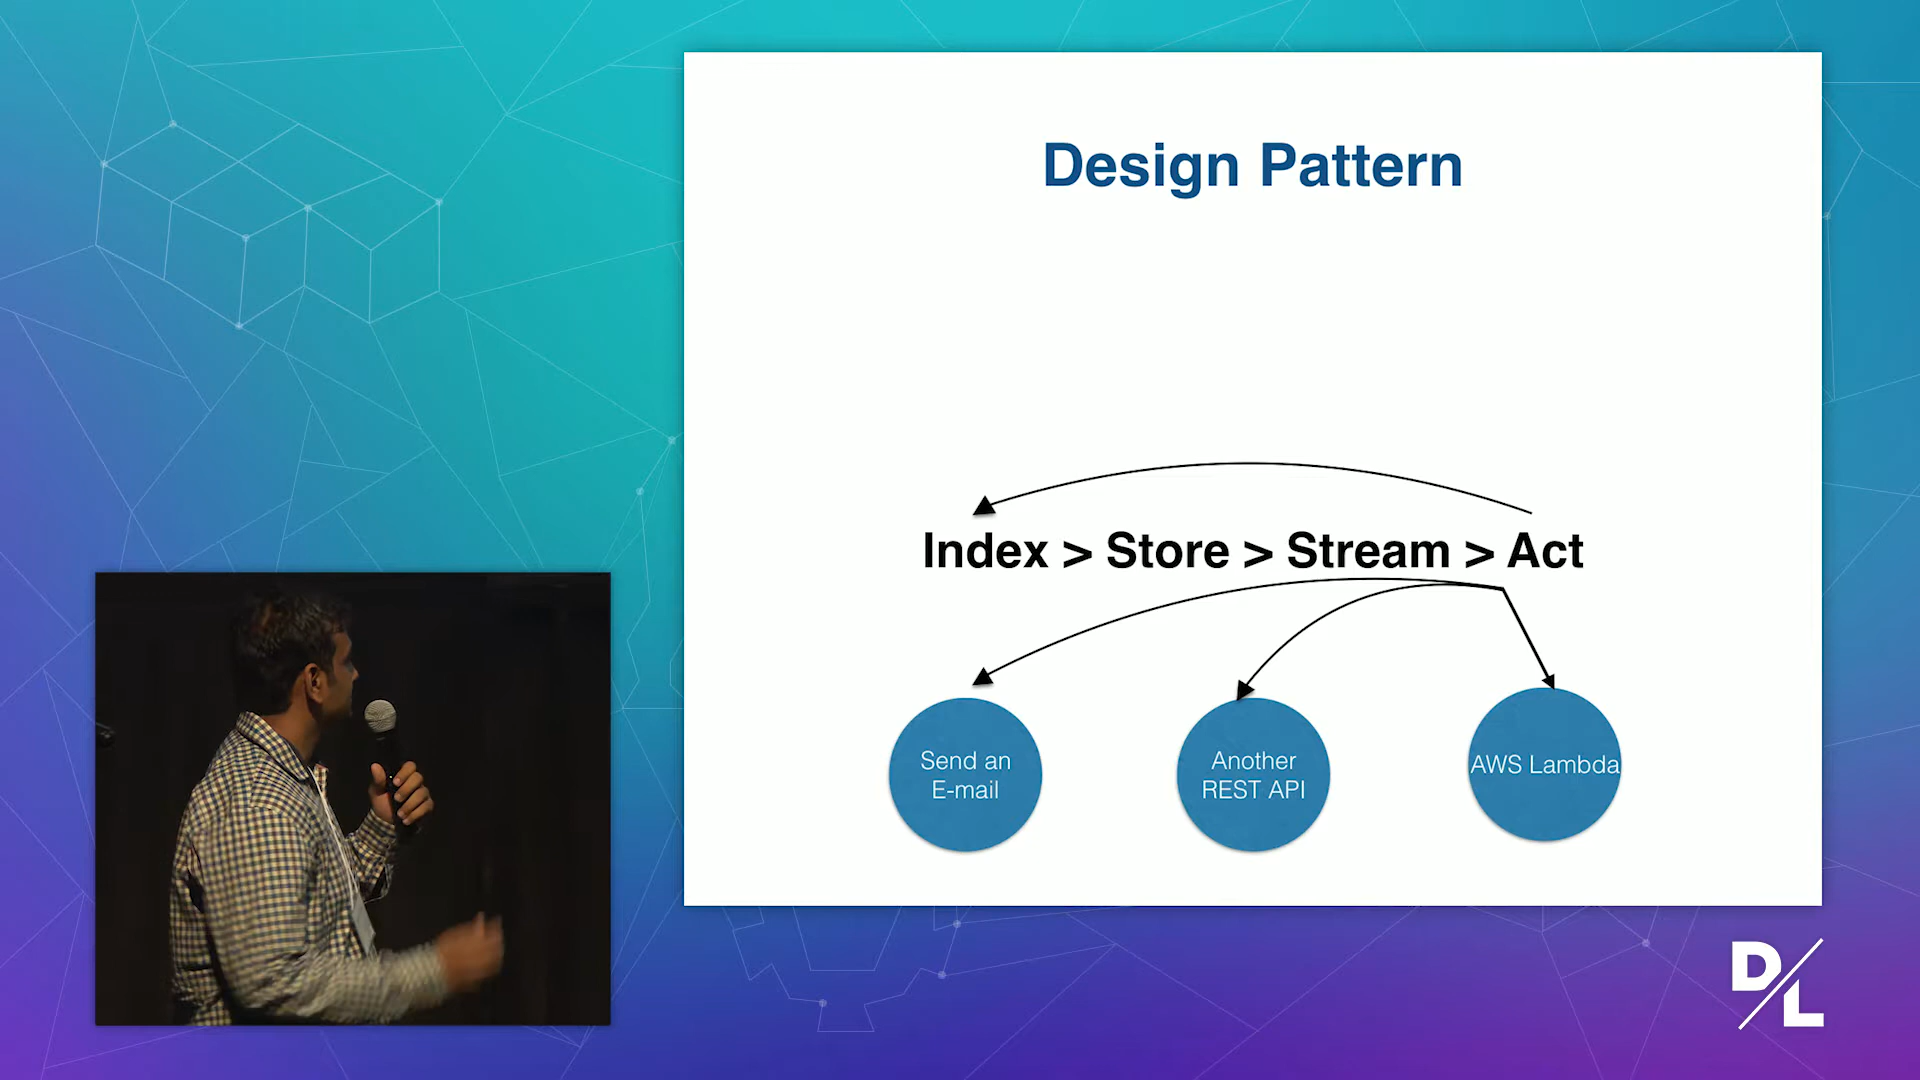 Design Pattern
Index > Store > Stream > Act
Send an
E-mail
Another
REST API
AWS Lambda
D/L